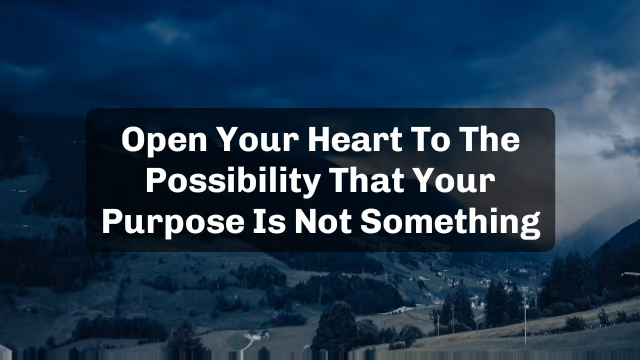 Open Your Heart To The
Possibility That Your
Purpose Is Not Something